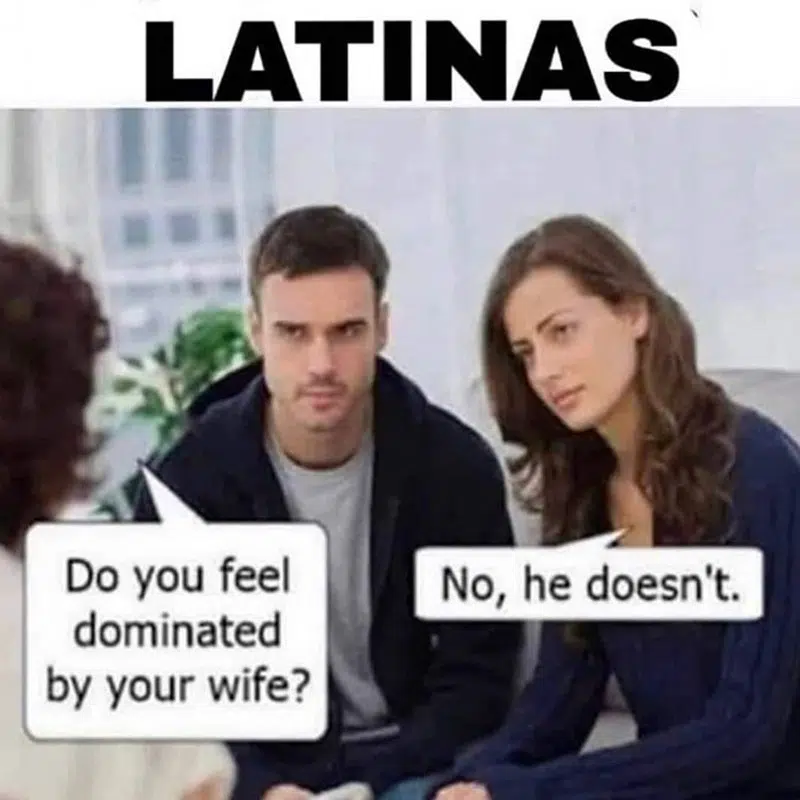 LATINAS
Do you feel
dominated
by your wife?
No, he doesn't.